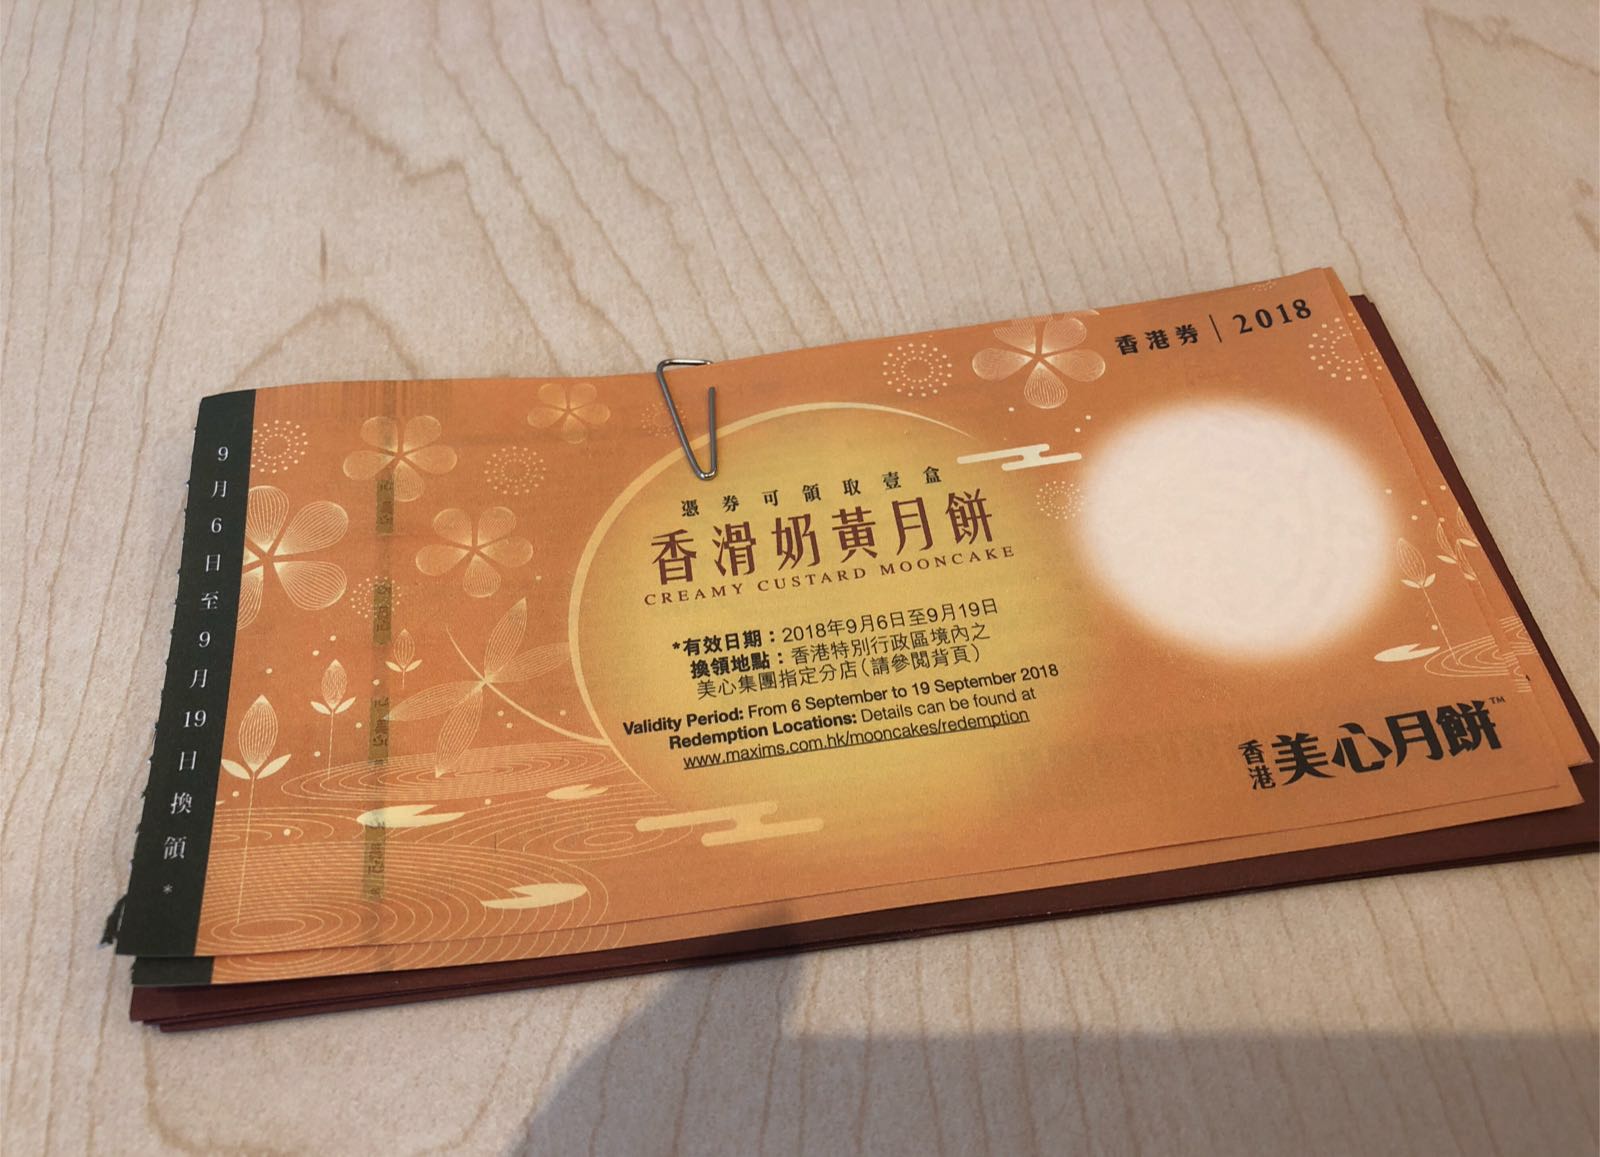 9月6日至9月19日換領*
香港券 | 2018
憑券可領取壹盒
香滑奶黃月餅
CREAMY CUSTARD MOONCAKE
*有效日期：2018年9月6日至9月19日
換領地點：香港特別行政區境內之
美心集團指定分店（請參閱背頁）
Validity Period: From 6 September to 19 September 2018
Redemption Locations: Details can be found at
www.maxims.com.hk/mooncakes/redemption
香港美心月餅™